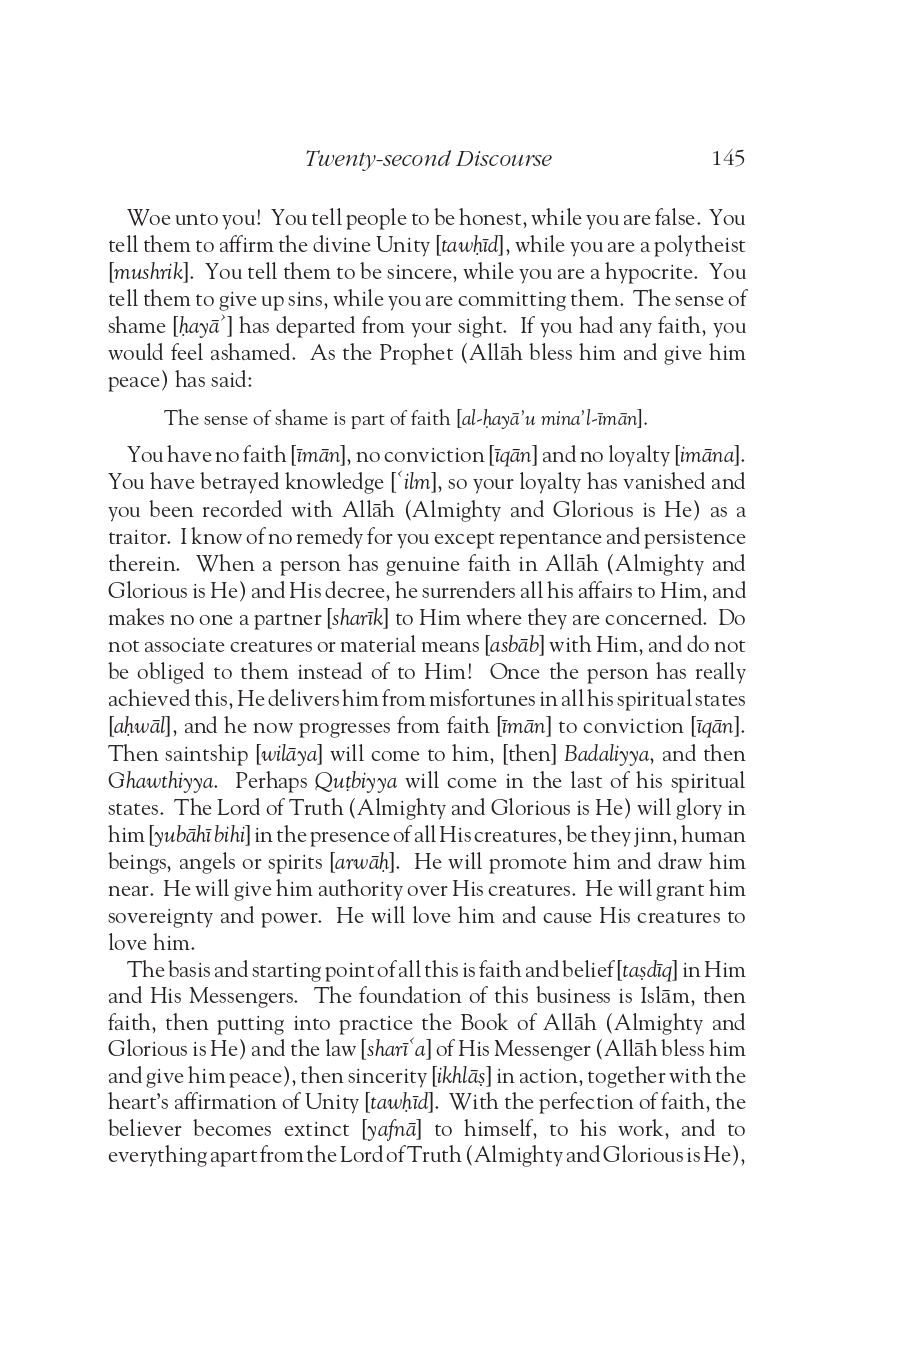 Twenty-second Discourse 145
Woe unto you! You tell people to be honest, while you are false. You
tell them to affirm the divine Unity [tawḥīd], while you are a polytheist
[mushrik]. You tell them to be sincere, while you are a hypocrite. You
tell them to give up sins, while you are committing them. The sense of
shame [ḥayāʾ] has departed from your sight. If you had any faith, you
would feel ashamed. As the Prophet (Allāh bless him and give him
peace) has said:
The sense of shame is part of faith [al-ḥayā’u mina’l-īmān].
You have no faith [īmān], no conviction [īqān] and no loyalty [imāna].
You have betrayed knowledge [ʿilm], so your loyalty has vanished and
you been recorded with Allāh (Almighty and Glorious is He) as a
traitor. I know of no remedy for you except repentance and persistence
therein. When a person has genuine faith in Allāh (Almighty and
Glorious is He) and His decree, he surrenders all his affairs to Him, and
makes no one a partner [sharīk] to Him where they are concerned. Do
not associate creatures or material means [asbāb] with Him, and do not
be obliged to them instead of to Him! Once the person has really
achieved this, He delivers him from misfortunes in all his spiritual states
[aḥwāl], and he now progresses from faith [īmān] to conviction [īqān].
Then saintship [wilāya] will come to him, [then] Badaliyya, and then
Ghawthiyya. Perhaps Quṭbiyya will come in the last of his spiritual
states. The Lord of Truth (Almighty and Glorious is He) will glory in
him [yubāhī bihi] in the presence of all His creatures, be they jinn, human
beings, angels or spirits [arwāḥ]. He will promote him and draw him
near. He will give him authority over His creatures. He will grant him
sovereignty and power. He will love him and cause His creatures to
love him.
The basis and starting point of all this is faith and belief [taṣdīq] in Him
and His Messengers. The foundation of this business is Islām, then
faith, then putting into practice the Book of Allāh (Almighty and
Glorious is He) and the law [sharīʿa] of His Messenger (Allāh bless him
and give him peace), then sincerity [ikhlāṣ] in action, together with the
heart’s affirmation of Unity [tawḥīd]. With the perfection of faith, the
believer becomes extinct [yafnā] to himself, to his work, and to
everything apart from the Lord of Truth (Almighty and Glorious is He),